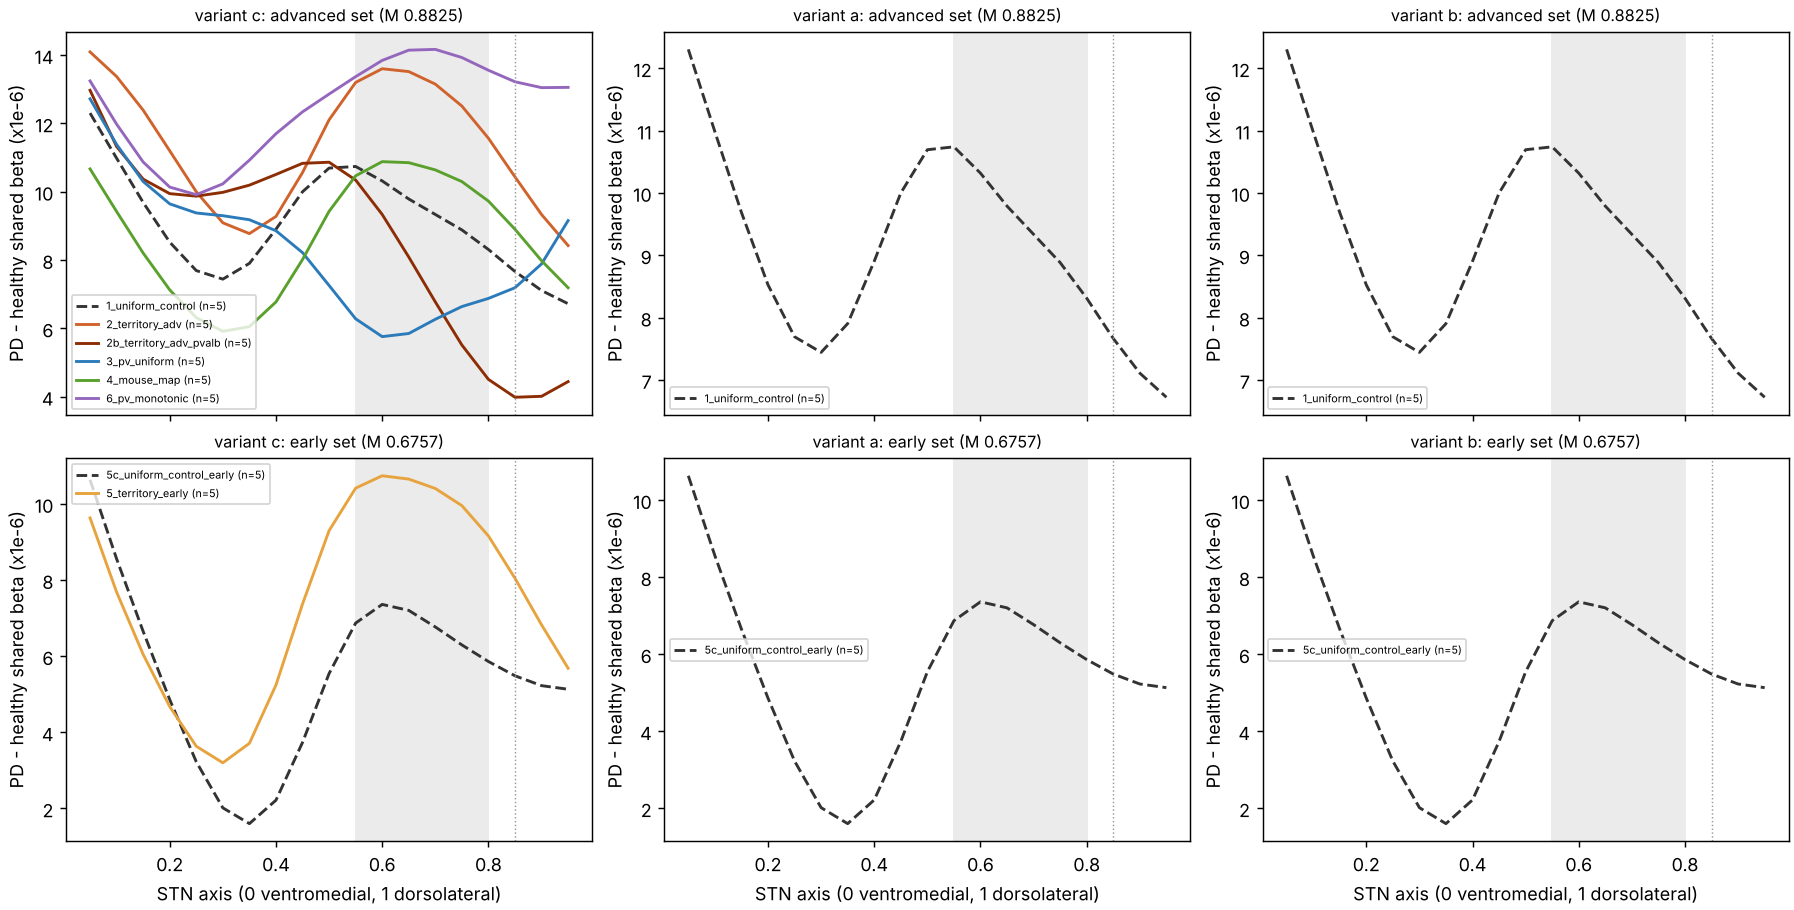 variant c: advanced set (M 0.8825)
PD - healthy shared beta (x1e-6)
14
12
10
8
6
4
1_uniform_control (n=5)
2_territory_adv (n=5)
2b_territory_adv_pvalb (n=5)
3_pv_uniform (n=5)
4_mouse_map (n=5)
6_pv_monotonic (n=5)
variant a: advanced set (M 0.8825)
PD - healthy shared beta (x1e-6)
12
11
10
9
8
7
1_uniform_control (n=5)
variant b: advanced set (M 0.8825)
PD - healthy shared beta (x1e-6)
12
11
10
9
8
7
1_uniform_control (n=5)
variant c: early set (M 0.6757)
PD - healthy shared beta (x1e-6)
10
8
6
4
2
5c_uniform_control_early (n=5)
5_territory_early (n=5)
0.2 0.4 0.6 0.8
STN axis (0 ventromedial, 1 dorsolateral)
variant a: early set (M 0.6757)
PD - healthy shared beta (x1e-6)
10
8
6
4
2
5c_uniform_control_early (n=5)
0.2 0.4 0.6 0.8
STN axis (0 ventromedial, 1 dorsolateral)
variant b: early set (M 0.6757)
PD - healthy shared beta (x1e-6)
10
8
6
4
2
5c_uniform_control_early (n=5)
0.2 0.4 0.6 0.8
STN axis (0 ventromedial, 1 dorsolateral)